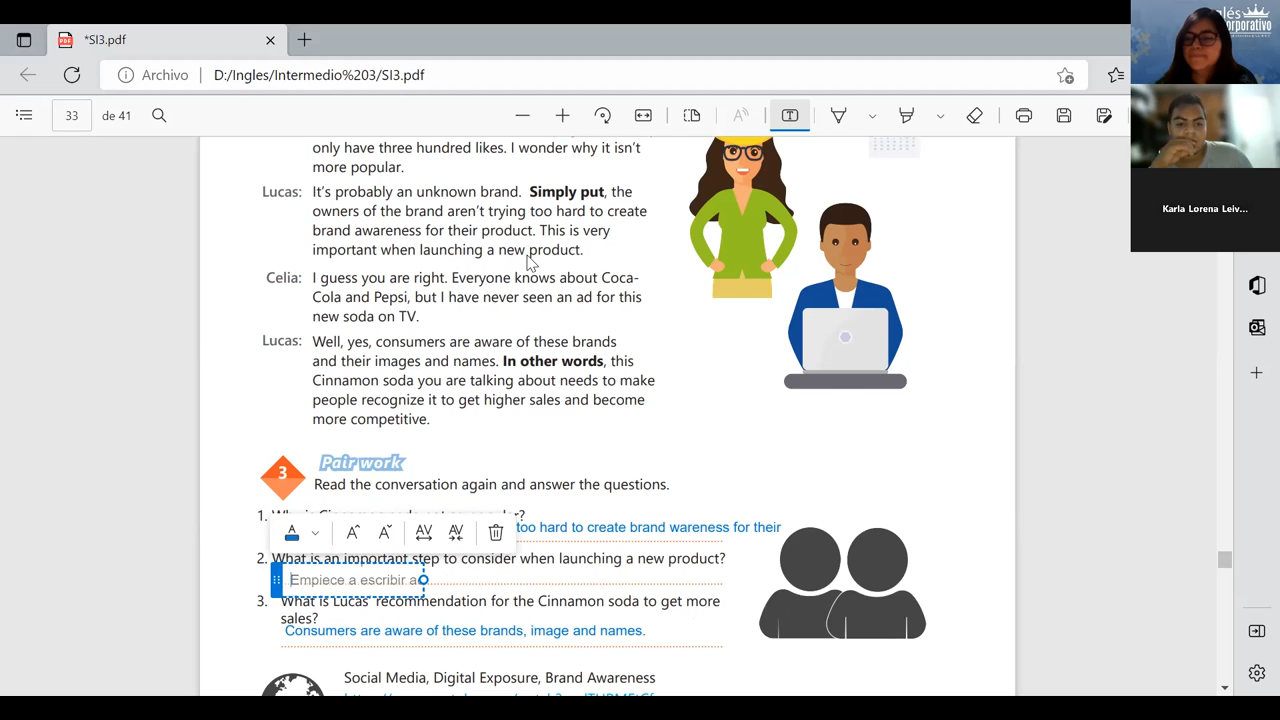 *SI3.pdf
Archivo
D:/Ingles/Intermedio%203/SI3.pdf
33
de 41
only have three hundred likes. I wonder why it isn't
more popular.
Lucas: It's probably an unknown brand. Simply put, the
owners of the brand aren't trying too hard to create
brand awareness for their product. This is very
important when launching a new product.
Celia: I guess you are right. Everyone knows about Coca-
Cola and Pepsi, but I have never seen an ad for this
new soda on TV.
Lucas: Well, yes, consumers are aware of these brands
and their images and names. In other words, this
Cinnamon soda you are talking about needs to make
people recognize it to get higher sales and become
more competitive.
3
Pair work
Read the conversation again and answer the questions.
1.
too hard to create brand wareness for their
2. What is an important step to consider when launching a new product?
Empiece a escribir a
3. What is Lucas' recommendation for the Cinnamon soda to get more
sales?
Consumers are aware of these brands, image and names.
Social Media, Digital Exposure, Brand Awareness
Karla Lorena Leiv...